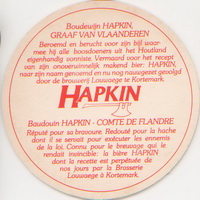 Boudewijn HAPKIN,
GRAAF VAN VLAANDEREN
Beroemd en berucht voor zijn bijl waar
mee hij alle boosdoeners uit het Houtland
eigenhandig onnsloot. Vermaard voor het recept
van zijn onoverwinnelijk makend bier: HAPKIN,
naar zijn naam genoemd en nu nog nauwgezet gevolgd
door de brouwerij Louwaege te Kortemark.
HAPKIN
Baudouin HAPKIN - COMTE DE FLANDRE
Réputé pour sa bravoure. Redouté pour la hache
dont il se servait pour exécuter les ennemis
de la loi. Connu pour le breuvage qui le
rendait invincible: la bière HAPKIN
dont la recette est perpétuée de
nos jours par la Brasserie
Louwaege à Kortemark.